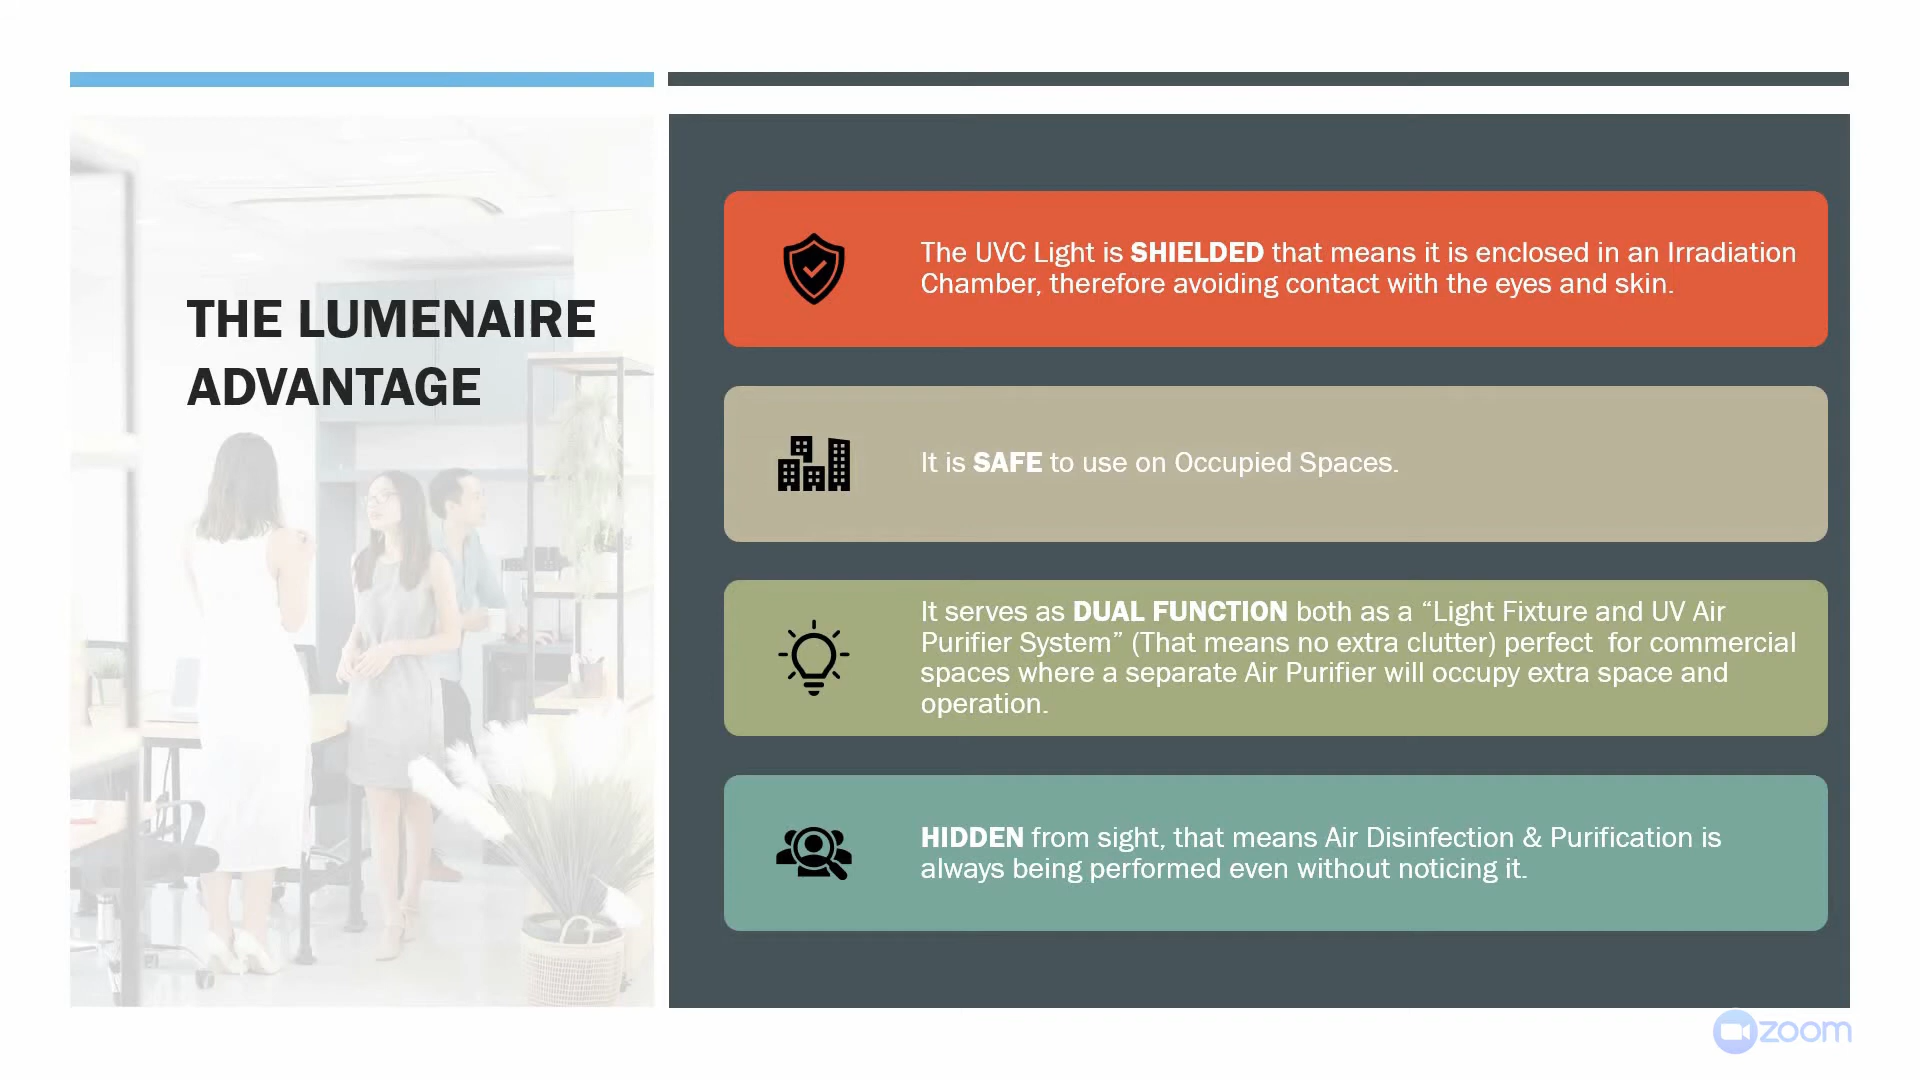 THE LUMENAIRE
ADVANTAGE
The UVC Light is SHIELDED that means it is enclosed in an Irradiation
Chamber, therefore avoiding contact with the eyes and skin.
It is SAFE to use on Occupied Spaces.
It serves as DUAL FUNCTION both as a “Light Fixture and UV Air
Purifier System” (That means no extra clutter) perfect  for commercial
spaces where a separate Air Purifier will occupy extra space and
operation.
HIDDEN from sight, that means Air Disinfection & Purification is
always being performed even without noticing it.
zoom